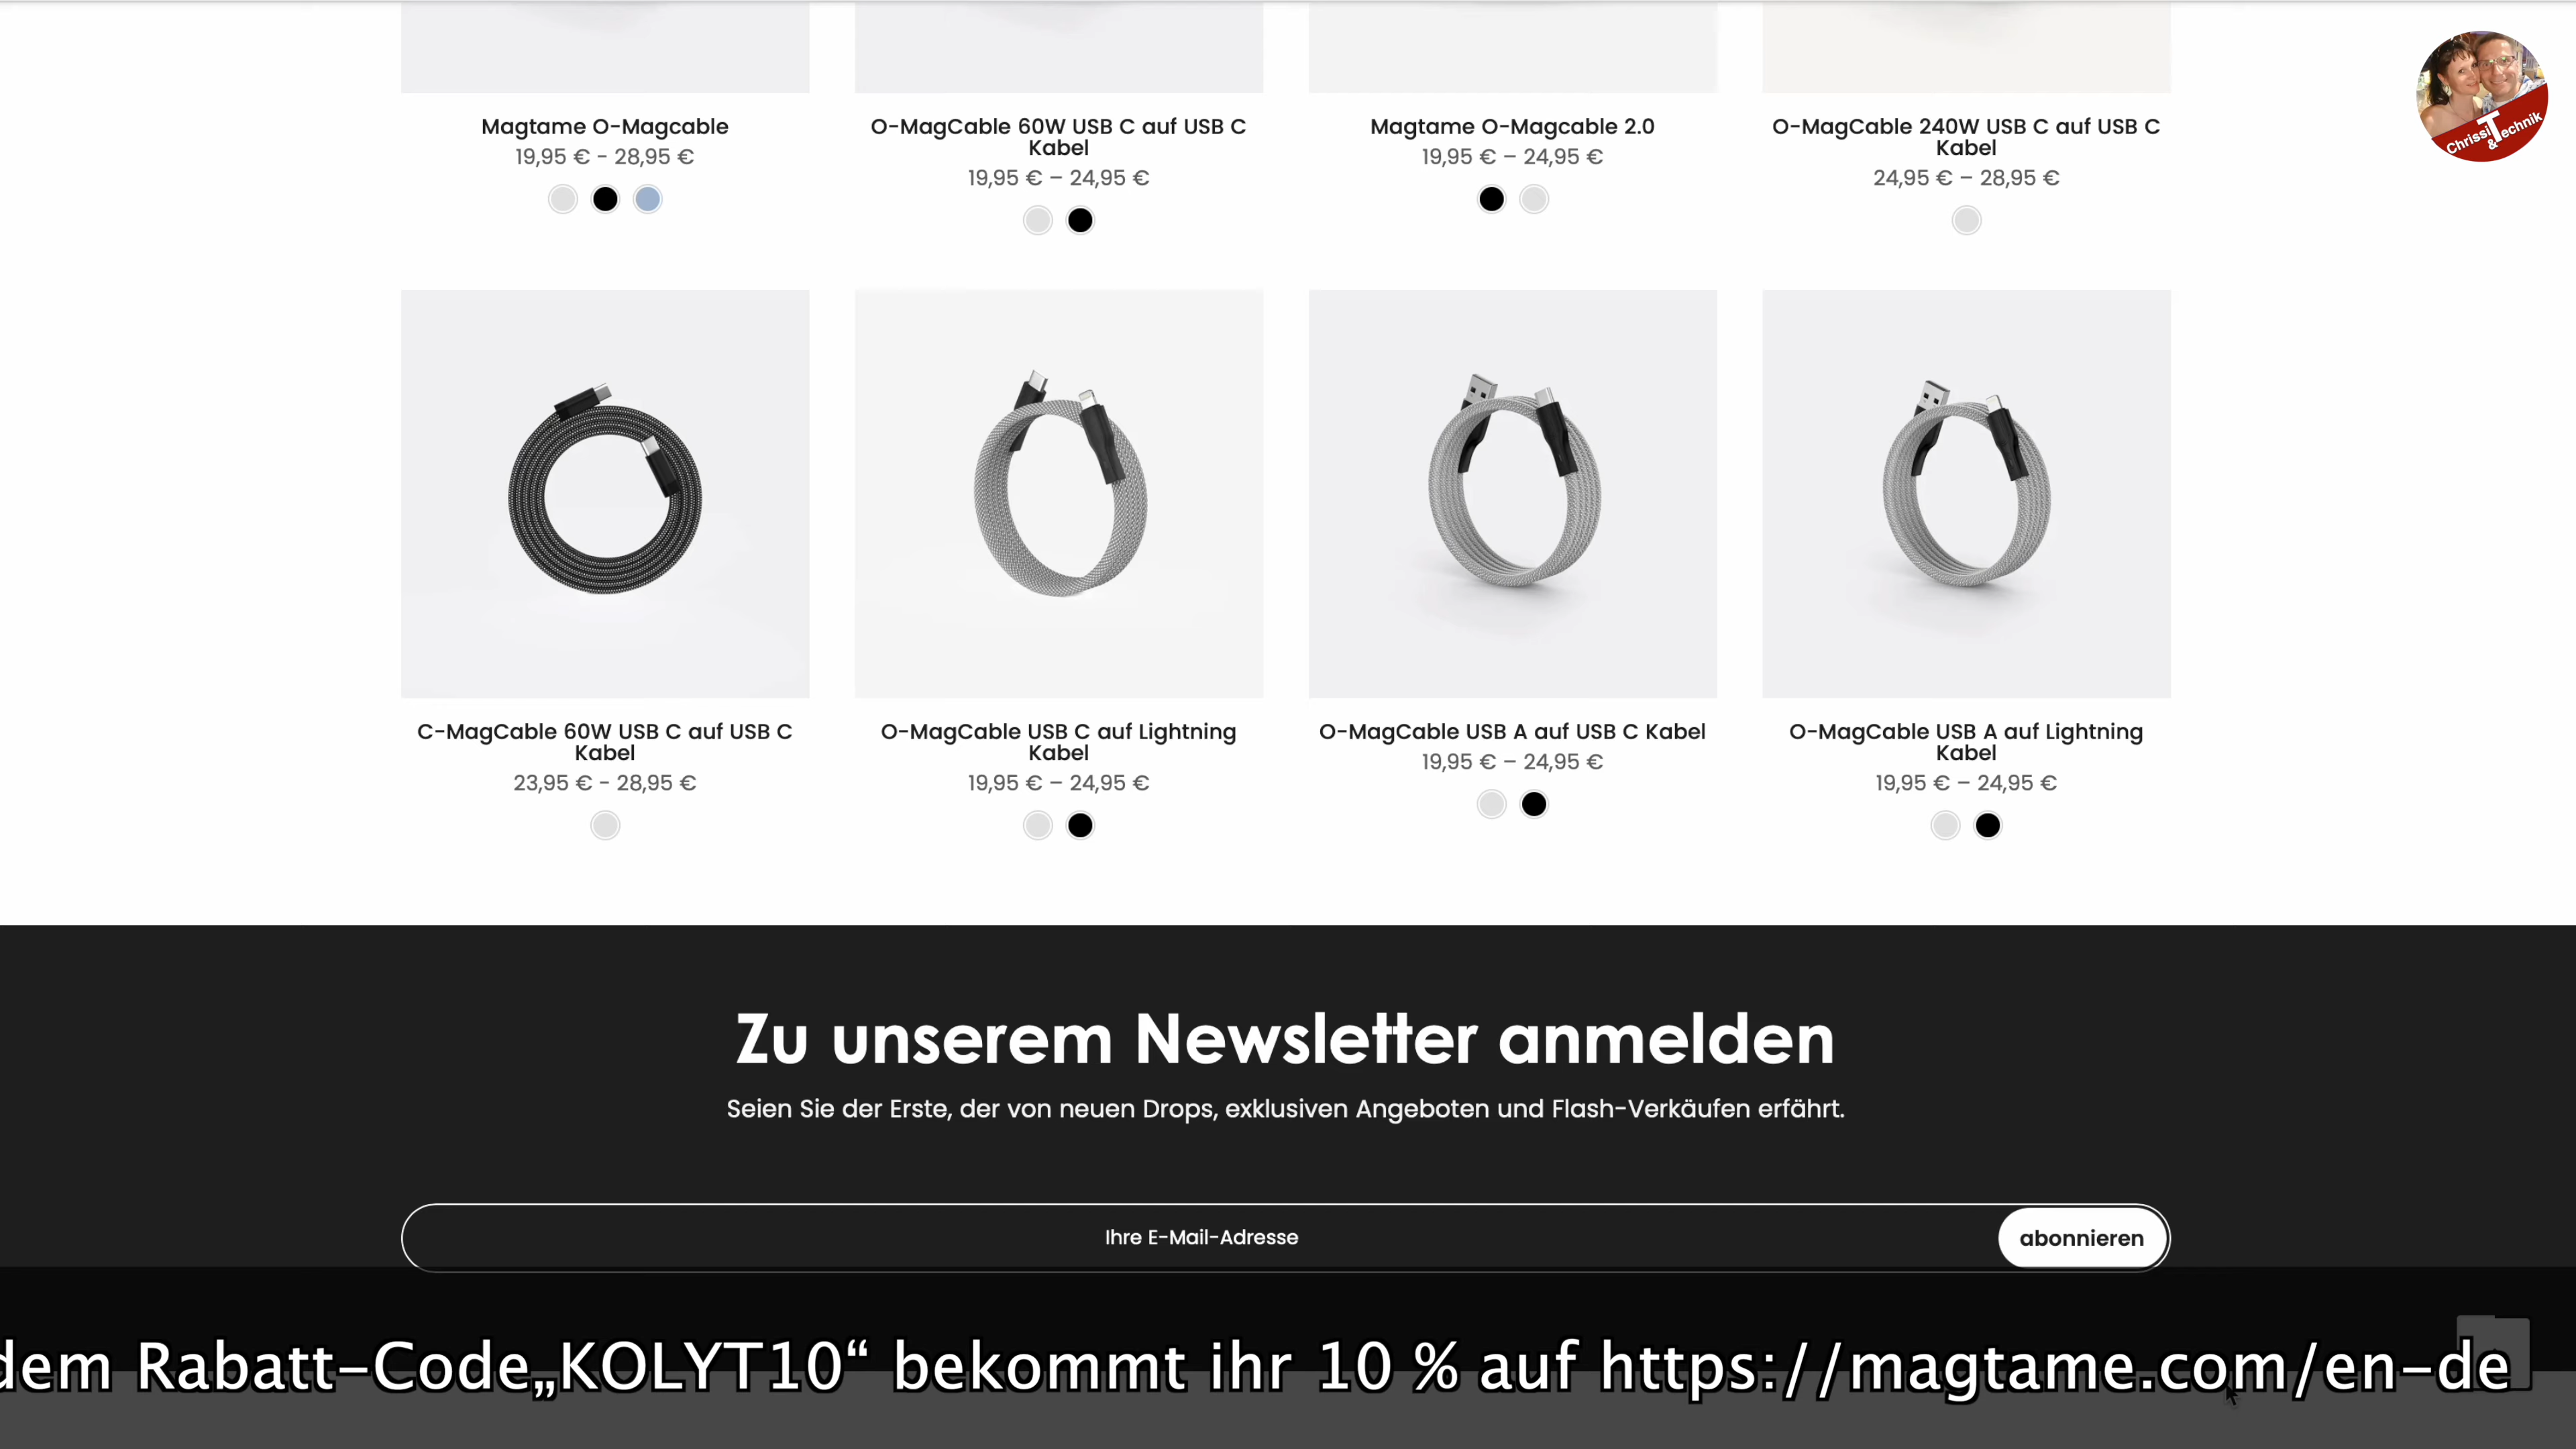 Magtame O-Magcable
19,95 € - 28,95 €
O-MagCable 60W USB C auf USB C
Kabel
19,95 € – 24,95 €
Magtame O-Magcable 2.0
19,95 € – 24,95 €
O-MagCable 240W USB C auf USB C
Kabel
24,95 € – 28,95 €
Chrissi
& Technik
C-MagCable 60W USB C auf USB C
Kabel
23,95 € - 28,95 €
O-MagCable USB C auf Lightning
Kabel
19,95 € – 24,95 €
O-MagCable USB A auf USB C Kabel
19,95 € – 24,95 €
O-MagCable USB A auf Lightning
Kabel
19,95 € – 24,95 €
Zu unserem Newsletter anmelden
Seien Sie der Erste, der von neuen Drops, exklusiven Angeboten und Flash-Verkäufen erfährt.
Ihre E-Mail-Adresse
abonnieren
dem Rabatt-Code„KOLYT10“ bekommt ihr 10 % auf https://magtame.com/en-de